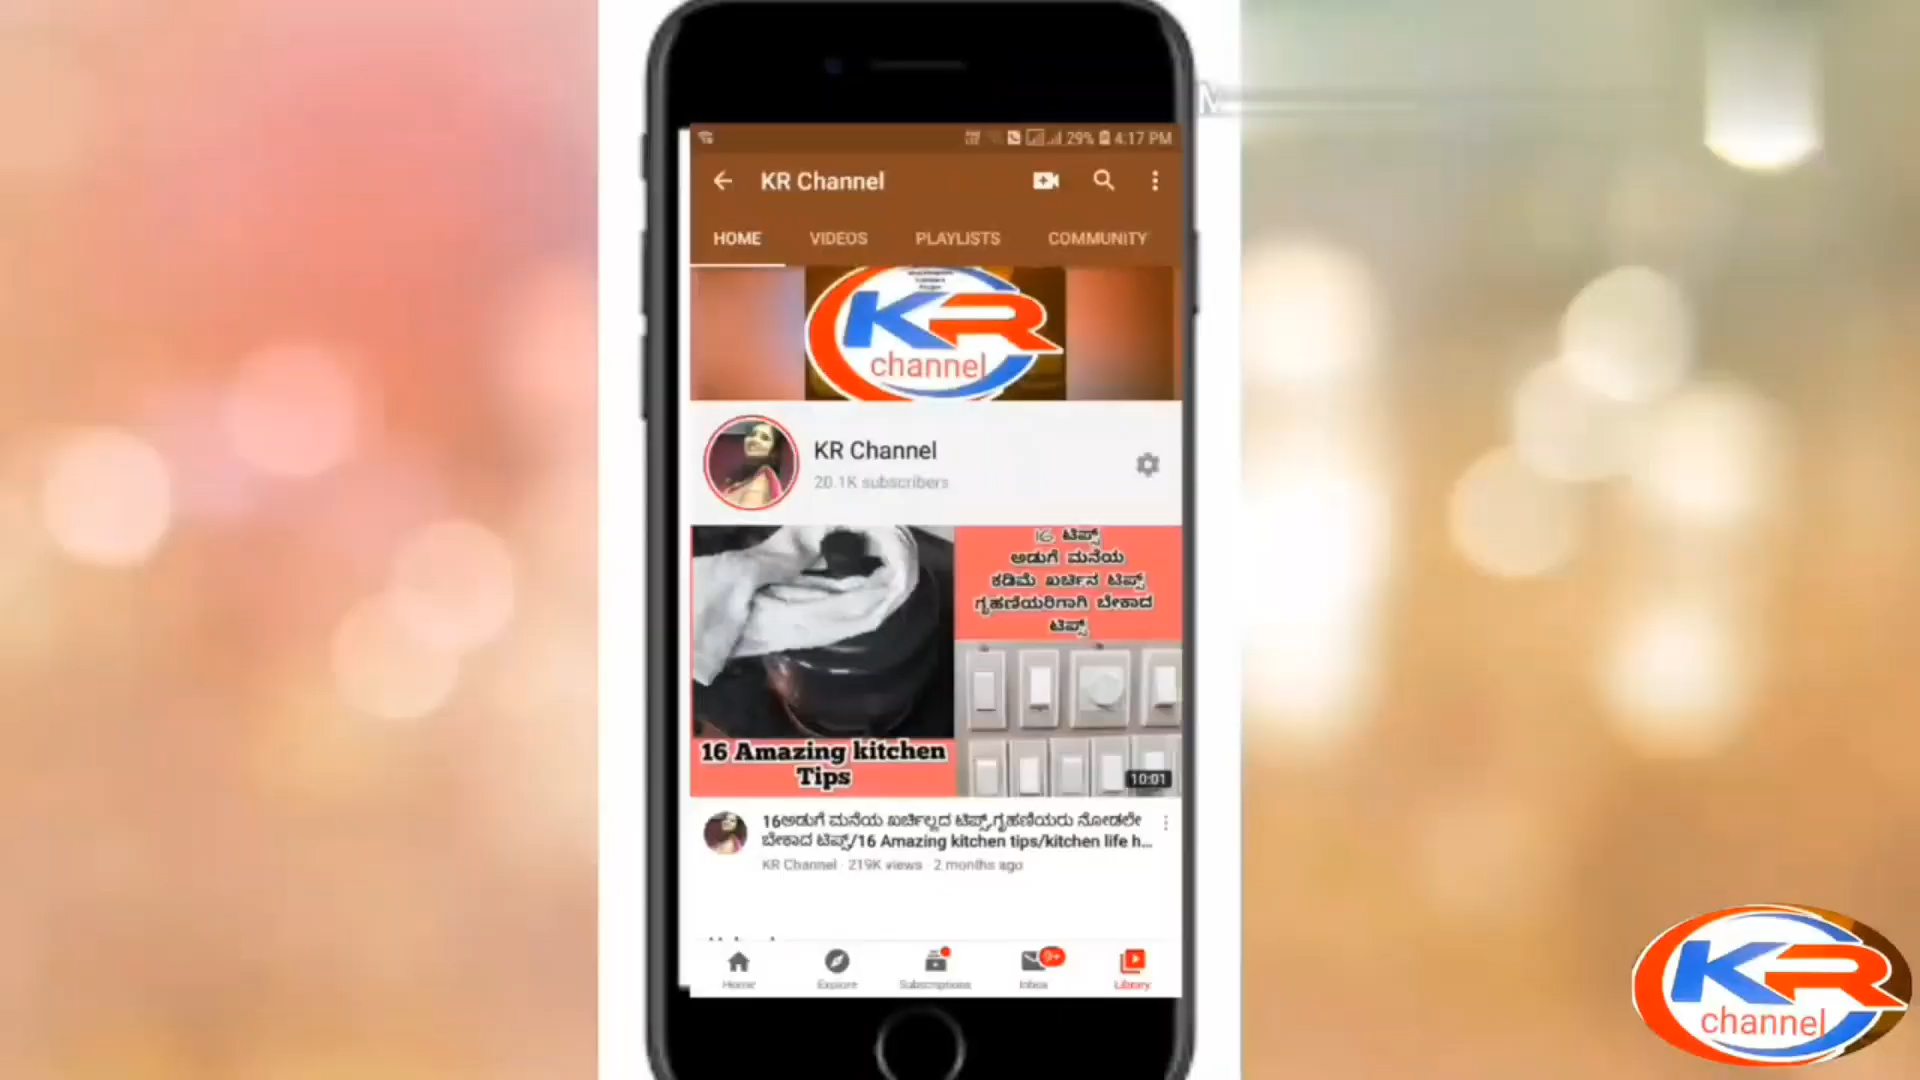 29% 4:17 PM
KR Channel
HOME VIDEOS PLAYLISTS COMMUNITY
KR
channel
KR Channel
20.1K subscribers
16 ಟಿಪ್ಸ್
ಅಡುಗೆ ಮನೆಯ
ಕಡಿಮೆ ಖರ್ಚಿನ ಟಿಪ್ಸ್
ಗೃಹಣಿಯರಿಗಾಗಿ ಬೇಕಾದ
ಟಿಪ್ಸ್
16 Amazing kitchen
Tips
10:01
16ಅಡುಗೆ ಮನೆಯ ಖರ್ಚಿಲ್ಲದ ಟಿಪ್ಸ್,ಗೃಹಣಿಯರು ನೋಡಲೇ
ಬೇಕಾದ ಟಿಪ್ಸ್/16 Amazing kitchen tips/kitchen life h...
KR Channel · 219K views · 2 months ago
Home Explore Subscriptions Inbox 9+ Library
KR
channel